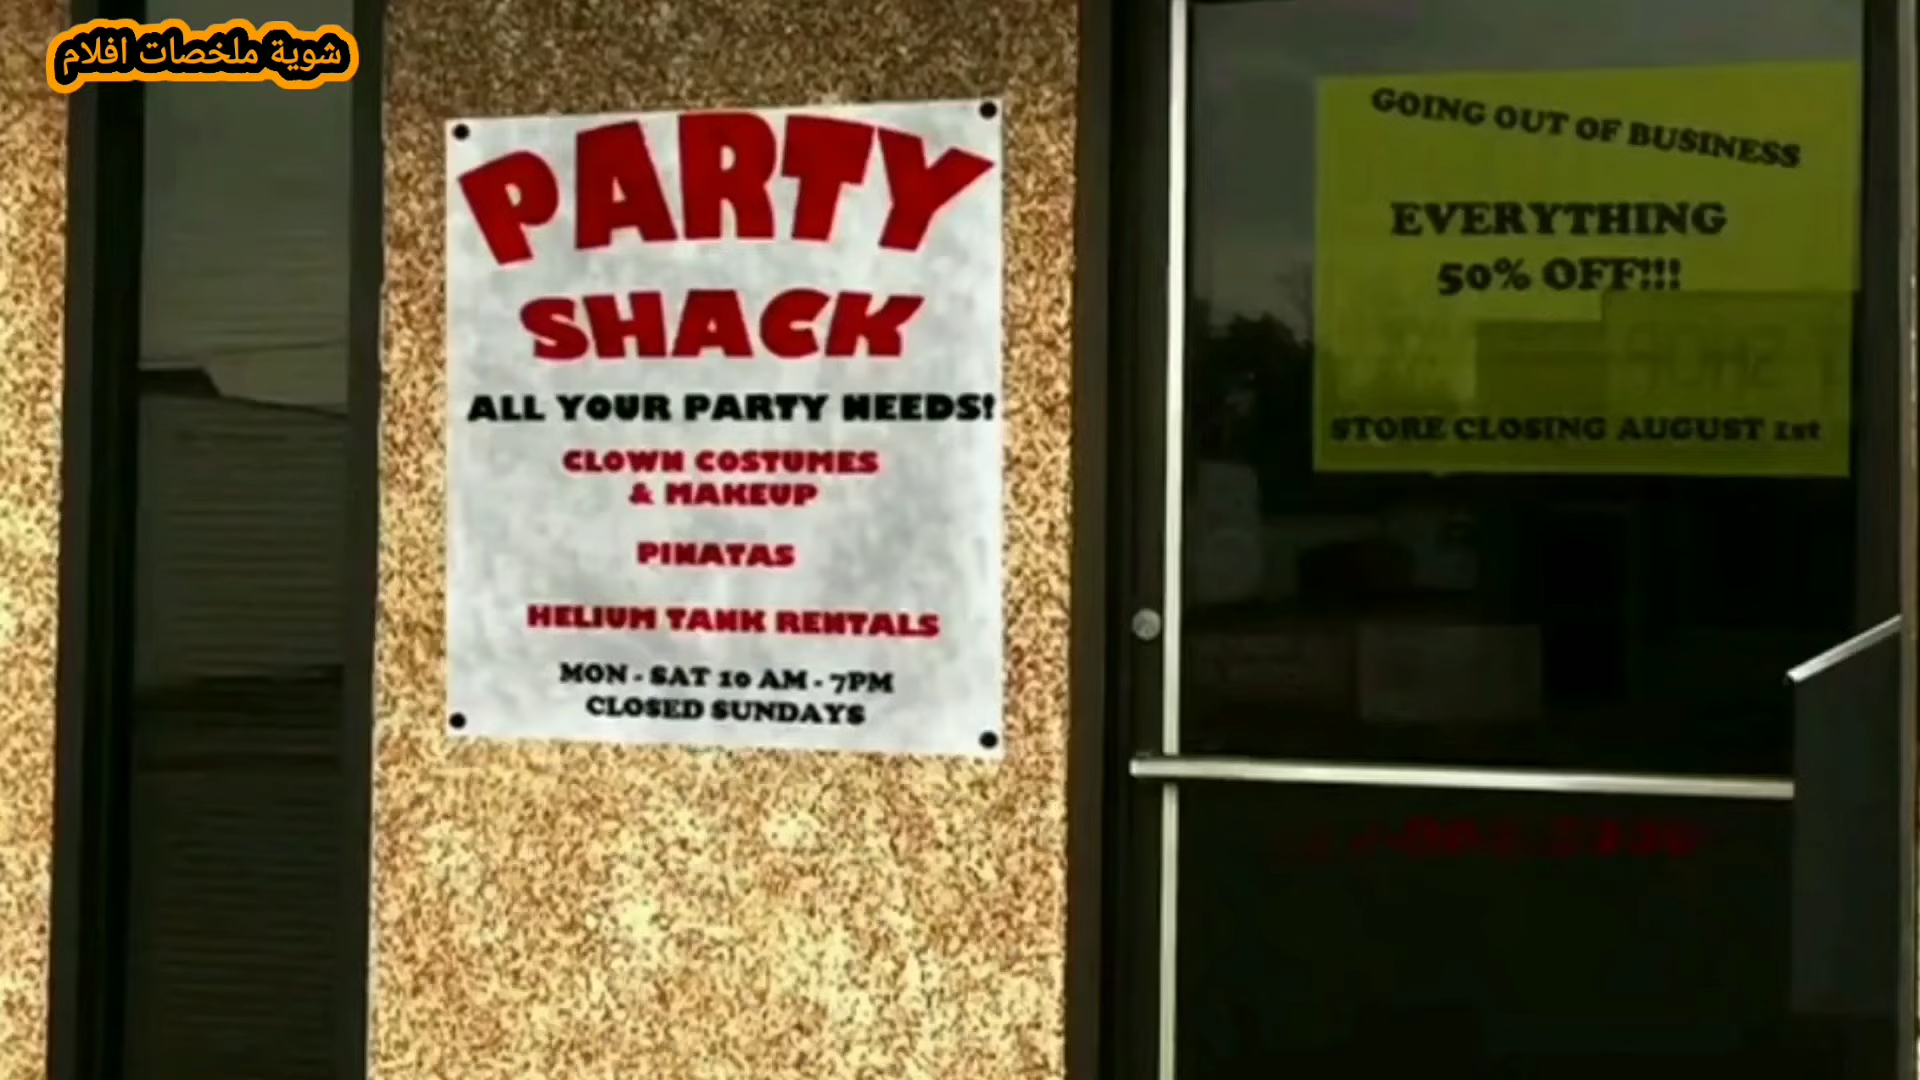 شوية ملخصات افلام
PARTY
SHACK
ALL YOUR PARTY NEEDS!
CLOWN COSTUMES
& MAKEUP
PINATAS
HELIUM TANK RENTALS
MON - SAT 10 AM - 7PM
CLOSED SUNDAYS
GOING OUT OF BUSINESS
EVERYTHING
50% OFF!!!
STORE CLOSING AUGUST 1st